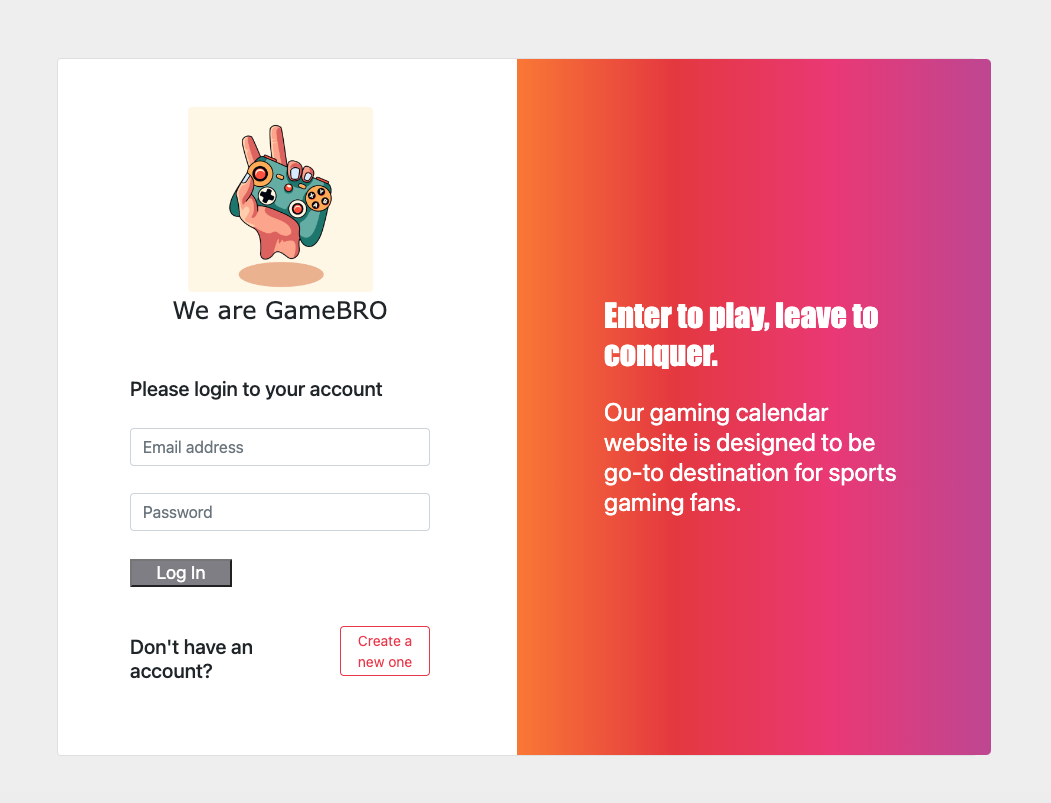 We are GameBRO
Please login to your account
Email address
Password
Log In
Don't have an
account?
Create a
new one
Enter to play, leave to
conquer.
Our gaming calendar
website is designed to be
go-to destination for sports
gaming fans.